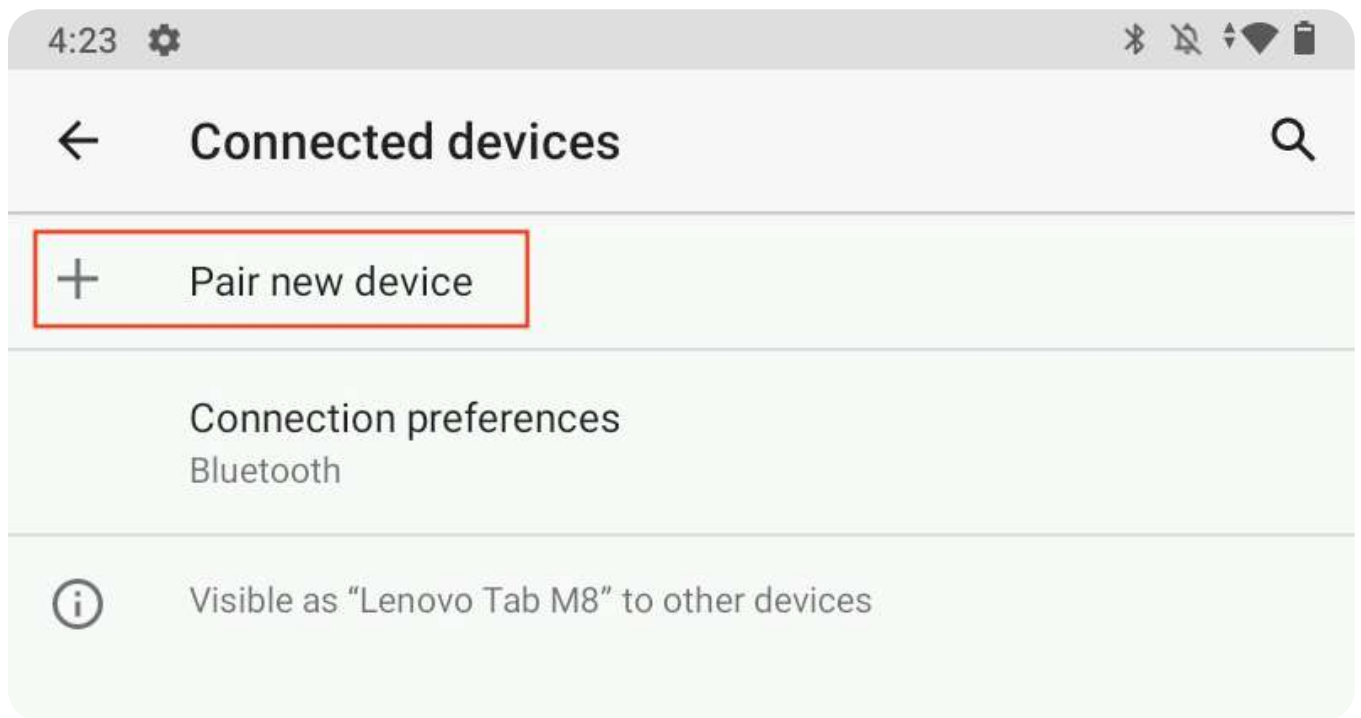 4:23
Connected devices
Pair new device
Connection preferences
Bluetooth
Visible as “Lenovo Tab M8” to other devices